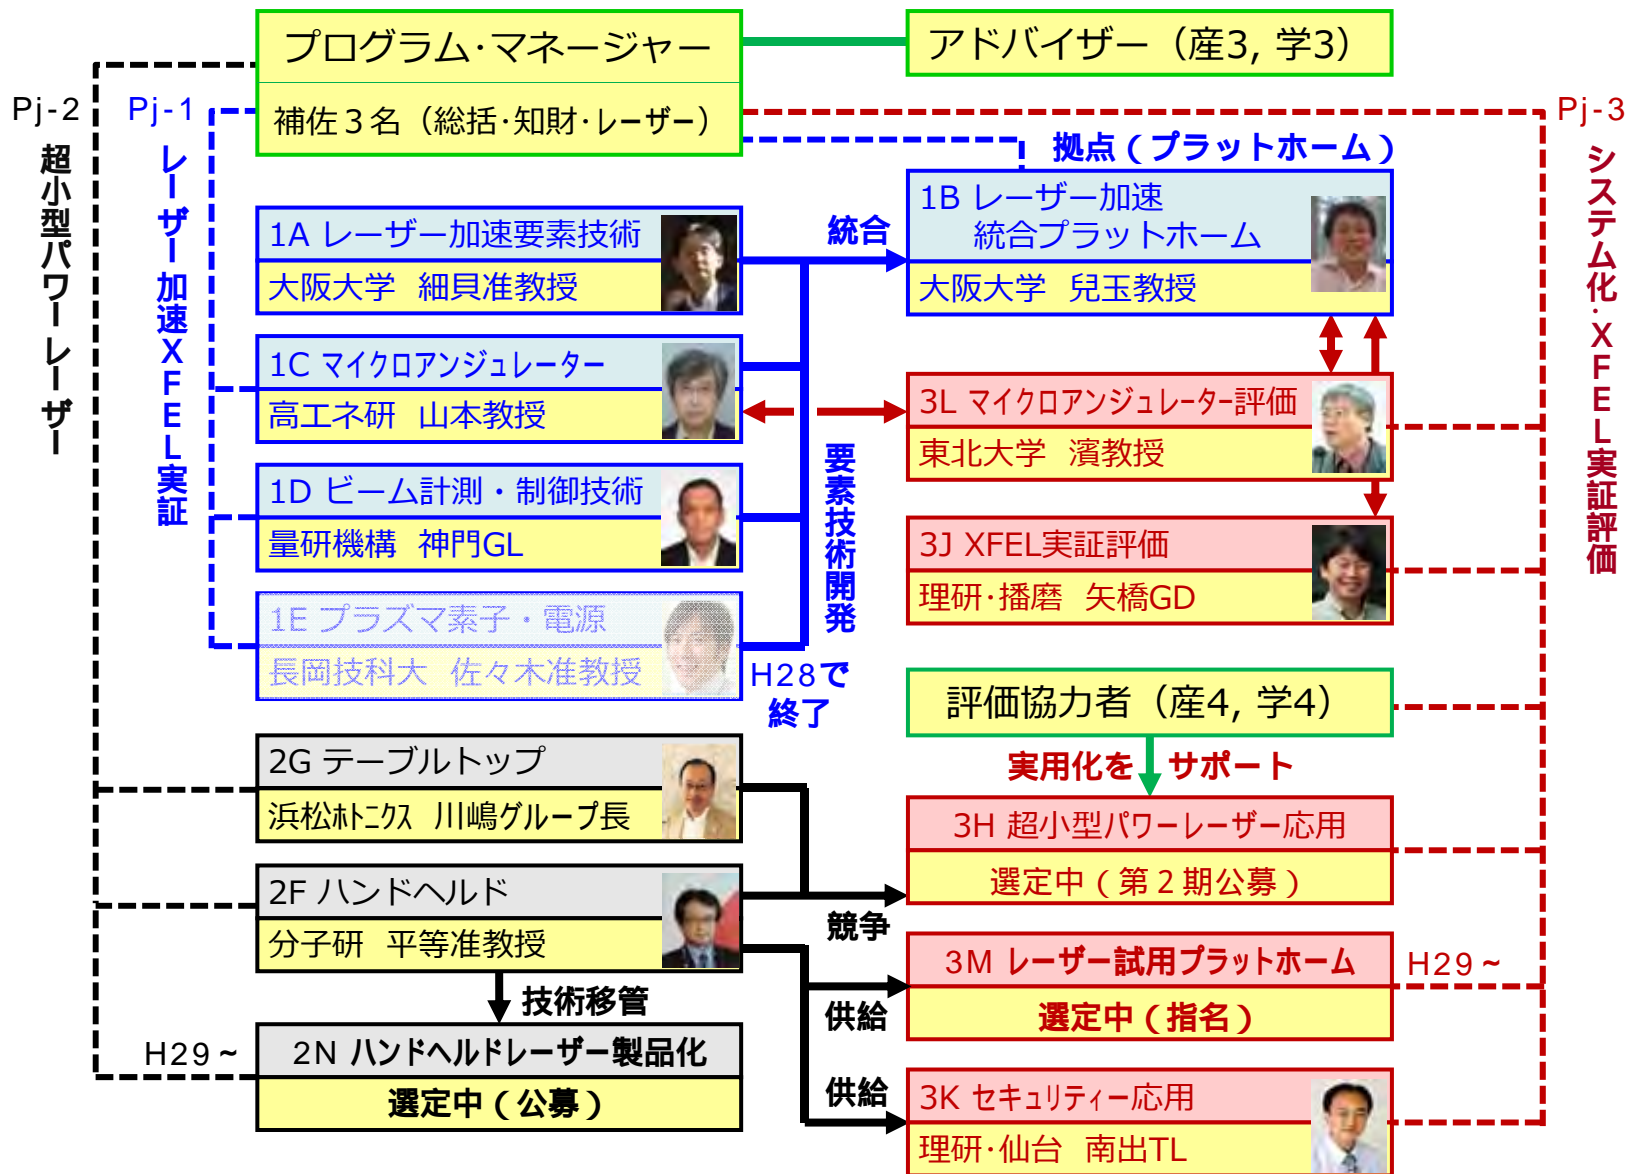 プログラム･マネージャー
補佐３名（総括･知財･レーザー）
アドバイザー（産3, 学3）
Pj-2
超小型パワーレーザー
Pj-1
レーザー加速XFEL実証
Pj-3
システム化･XFEL実証評価
拠点（プラットホーム）
1A レーザー加速要素技術
大阪大学 細貝准教授
統合
1B レーザー加速
統合プラットホーム
大阪大学 兒玉教授
1C マイクロアンジュレーター
高エネ研 山本教授
3L マイクロアンジュレーター評価
東北大学 濱教授
要素技術開発
1D ビーム計測・制御技術
量研機構 神門GL
3J XFEL実証評価
理研･播磨 矢橋GD
1E プラズマ素子・電源
長岡技科大 佐々木准教授
H28で
終了
評価協力者（産4, 学4）
実用化を サポート
2G テーブルトップ
浜松ﾎﾄﾆｸｽ 川嶋グループ長
3H 超小型パワーレーザー応用
選定中（第２期公募）
2F ハンドヘルド
分子研 平等准教授
競争
技術移管
供給
3M レーザー試用プラットホーム
選定中（指名）
H29～
H29～
2N ハンドヘルドレーザー製品化
選定中（公募）
供給
3K セキュリティー応用
理研･仙台 南出TL